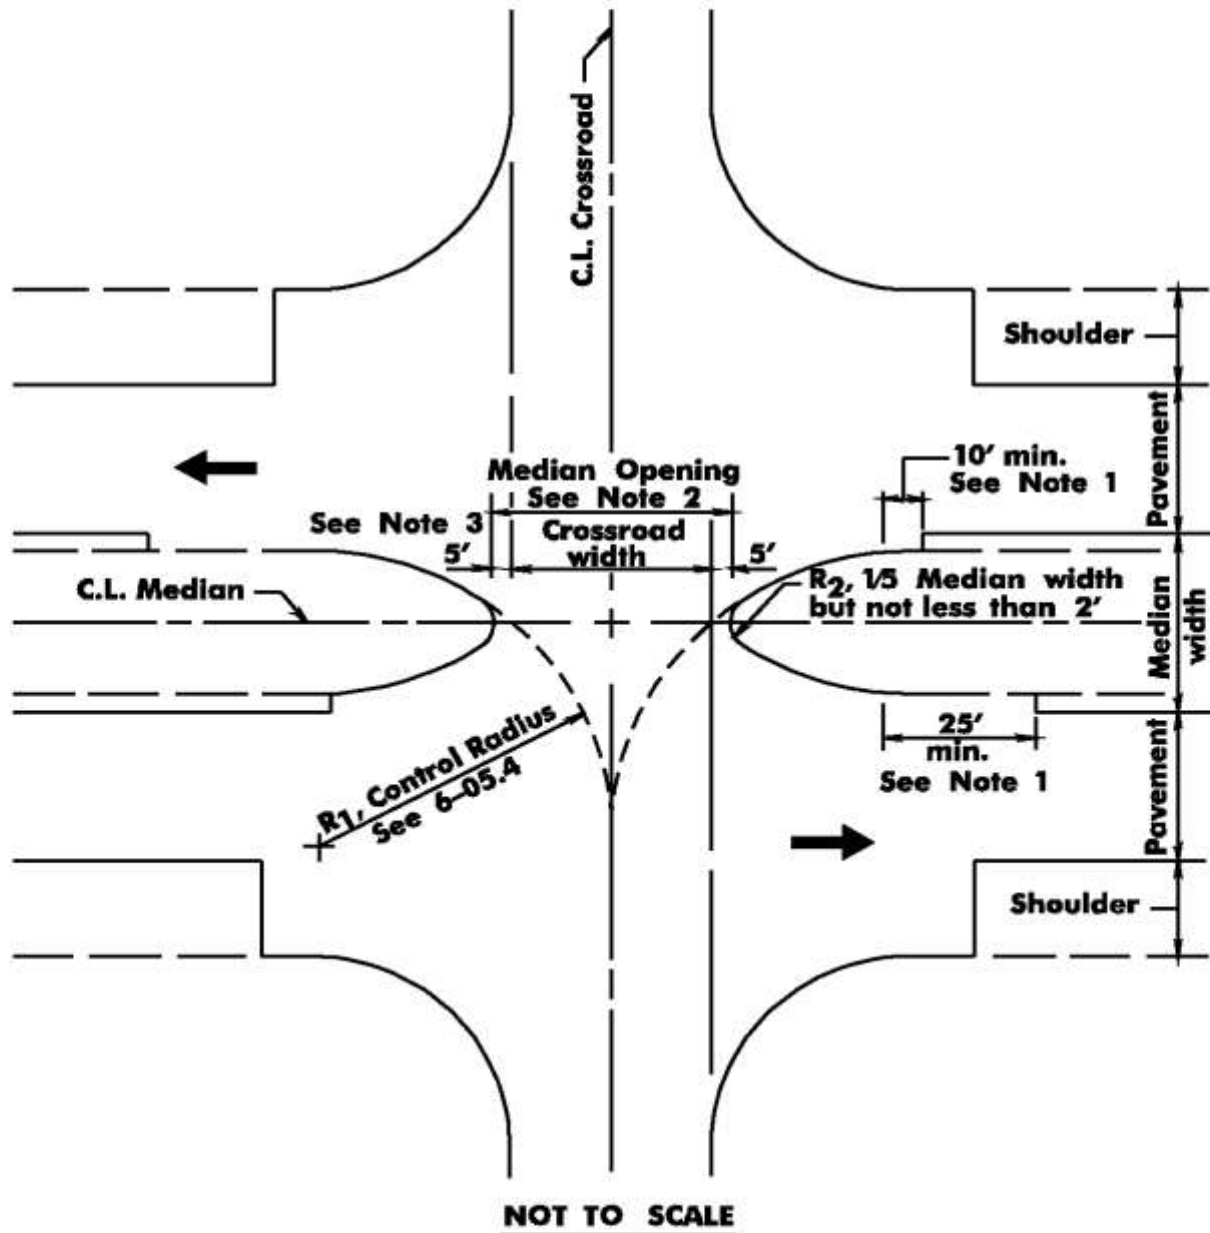 C.L. Crossroad
Shoulder
Pavement
10' min.
See Note 1
Median Opening
See Note 2
See Note 3
Crossroad
width
5'
5'
C.L. Median
R2, 1/5 Median width
but not less than 2'
Median
width
R1, Control Radius
See 6-05.4
25'
min.
See Note 1
Pavement
Shoulder
NOT TO SCALE